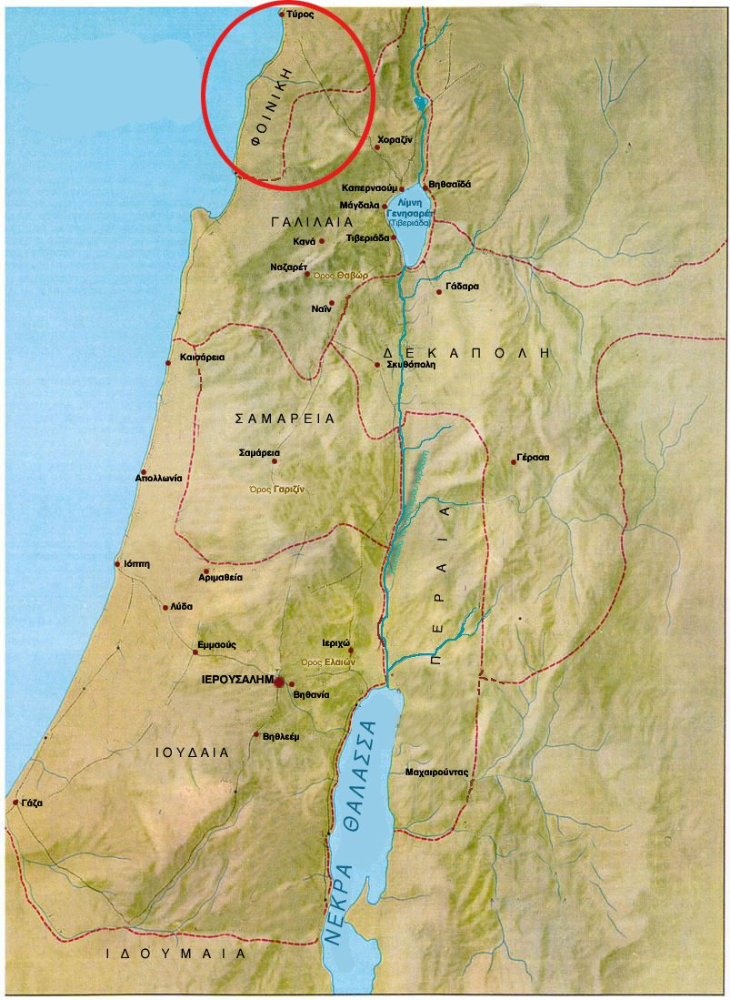 Τύρος
ΦΟΙΝΙΚΗ
Χοραζίν
Καπερναούμ
Βηθσαϊδά
Μάγδαλα
Λίμνη
Γενησαρέτ
(Τιβεριάδα)
ΓΑΛΙΛΑΙΑ
Κανά
Τιβεριάδα
Ναζαρέτ
Όρος Θαβώρ
Γάδαρα
Ναΐν
ΔΕΚΑΠΟΛΗ
Καισάρεια
Σκυθόπολη
ΣΑΜΑΡΕΙΑ
Σαμάρεια
Γέρασα
Απολλωνία
Όρος Γαριζίν
ΠΕΡΑΙΑ
Ιόππη
Αριμαθεία
Λύδα
Εμμαούς
Ιεριχώ
Όρος Ελαιών
ΙΕΡΟΥΣΑΛΗΜ
Βηθανία
Βηθλεέμ
ΙΟΥΔΑΙΑ
Μαχαιρούντας
Γάζα
ΝΕΚΡΑ ΘΑΛΑΣΣΑ
ΙΔΟΥΜΑΙΑ